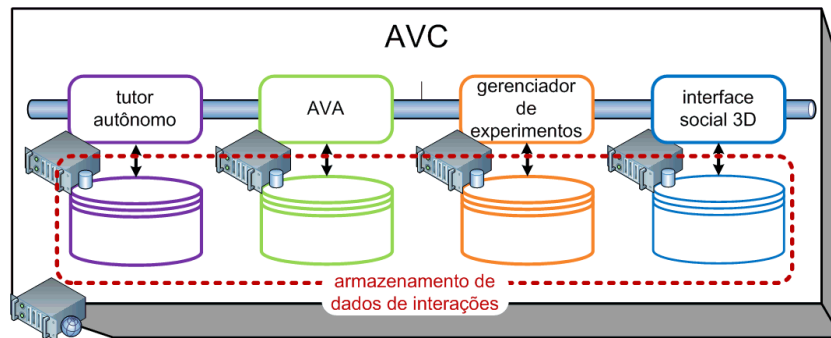 AVC
tutor
autônomo
AVA
gerenciador
de
experimentos
interface
social 3D
armazenamento de
dados de interações